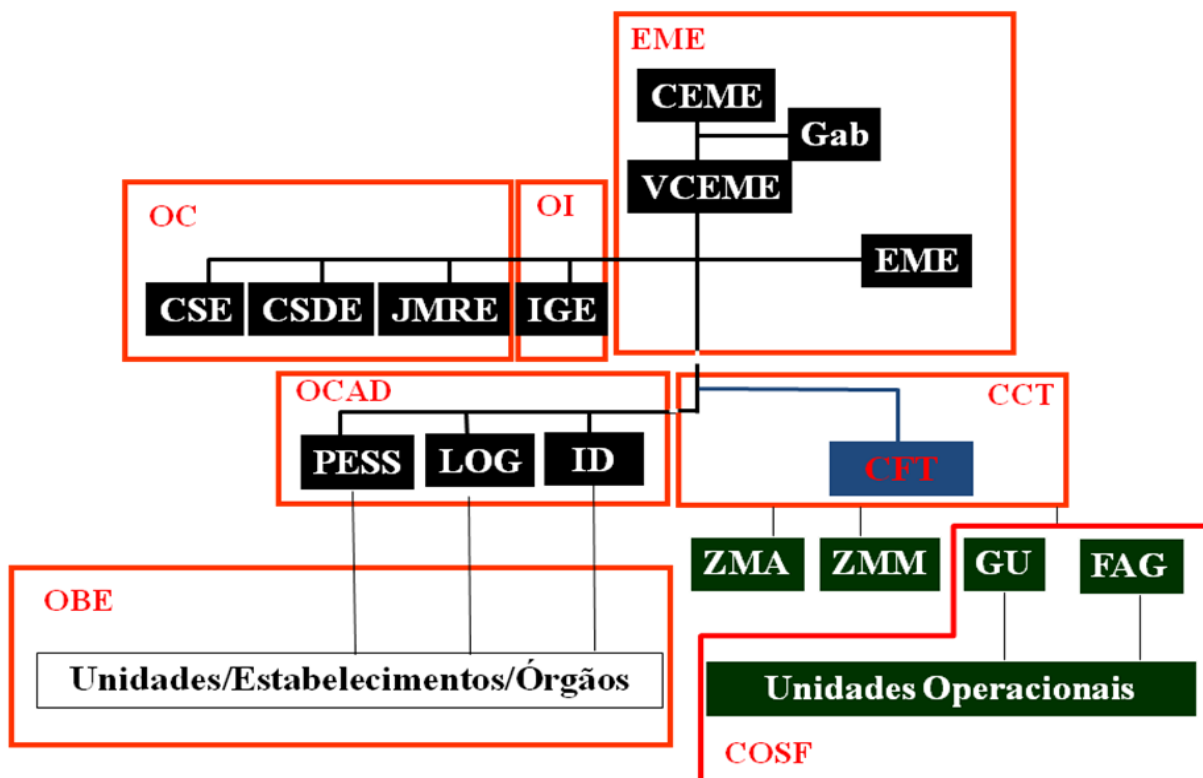 EME
CEME
Gab
VCEME
OC
OI
EME
CSE
CSDE
JMRE
IGE
OCAD
CCT
PESS
LOG
ID
CFT
ZMA
ZMM
GU
FAG
OBE
Unidades/Estabelecimentos/Órgãos
Unidades Operacionais
COSF